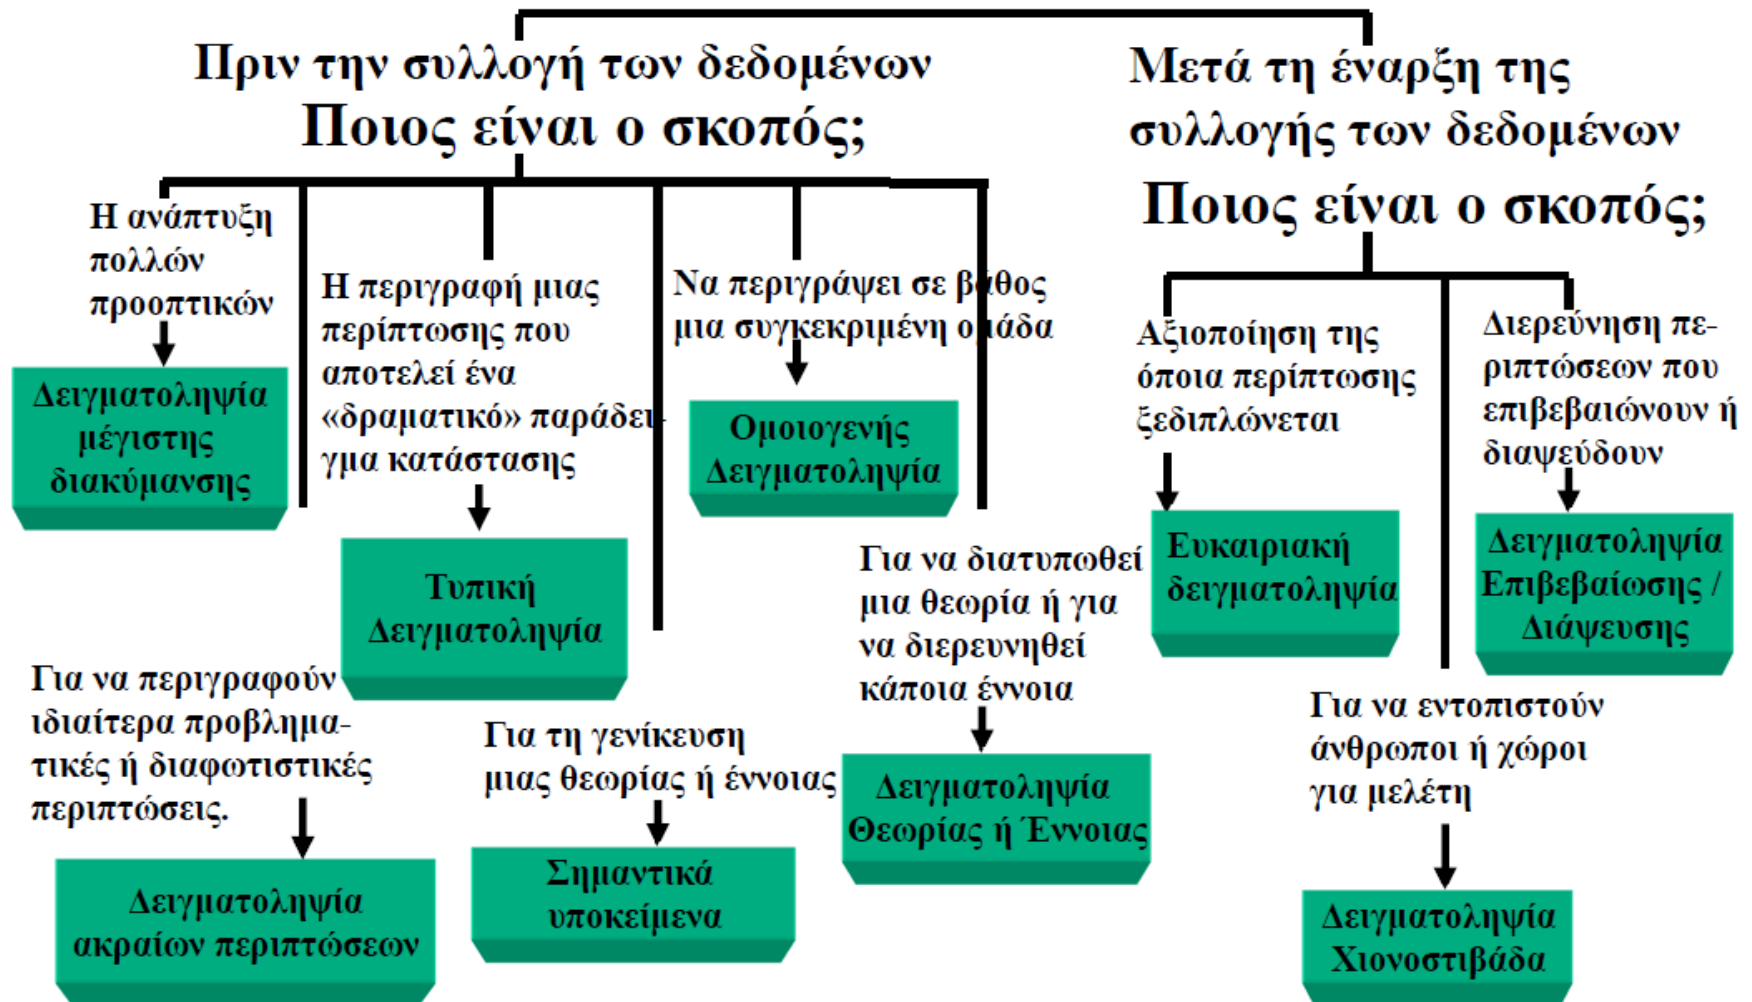 Πριν την συλλογή των δεδομένων
Ποιος είναι ο σκοπός;
Η ανάπτυξη
πολλών
προοπτικών
Δειγματοληψία
μέγιστης
διακύμανσης
Για να περιγραφούν
ιδιαίτερα προβλημα-
τικές ή διαφωτιστικές
περιπτώσεις.
Δειγματοληψία
ακραίων περιπτώσεων
Η περιγραφή μιας
περίπτωσης που
αποτελεί ένα
«δραματικό» παράδει-
γμα κατάστασης
Τυπική
Δειγματοληψία
Για τη γενίκευση
μιας θεωρίας ή έννοιας
Σημαντικά
υποκείμενα
Να περιγράψει σε βάθος
μια συγκεκριμένη ομάδα
Ομοιογενής
Δειγματοληψία
Για να διατυπωθεί
μια θεωρία ή για
να διερευνηθεί
κάποια έννοια
Δειγματοληψία
Θεωρίας ή Έννοιας
Μετά τη έναρξη της
συλλογής των δεδομένων
Ποιος είναι ο σκοπός;
Αξιοποίηση της
όποια περίπτωσης
ξεδιπλώνεται
Ευκαιριακή
δειγματοληψία
Για να εντοπιστούν
άνθρωποι ή χώροι
για μελέτη
Δειγματοληψία
Χιονοστιβάδα
Διερεύνηση πε-
ριπτώσεων που
επιβεβαιώνουν ή
διαψεύδουν
Δειγματοληψία
Επιβεβαίωσης /
Διάψευσης